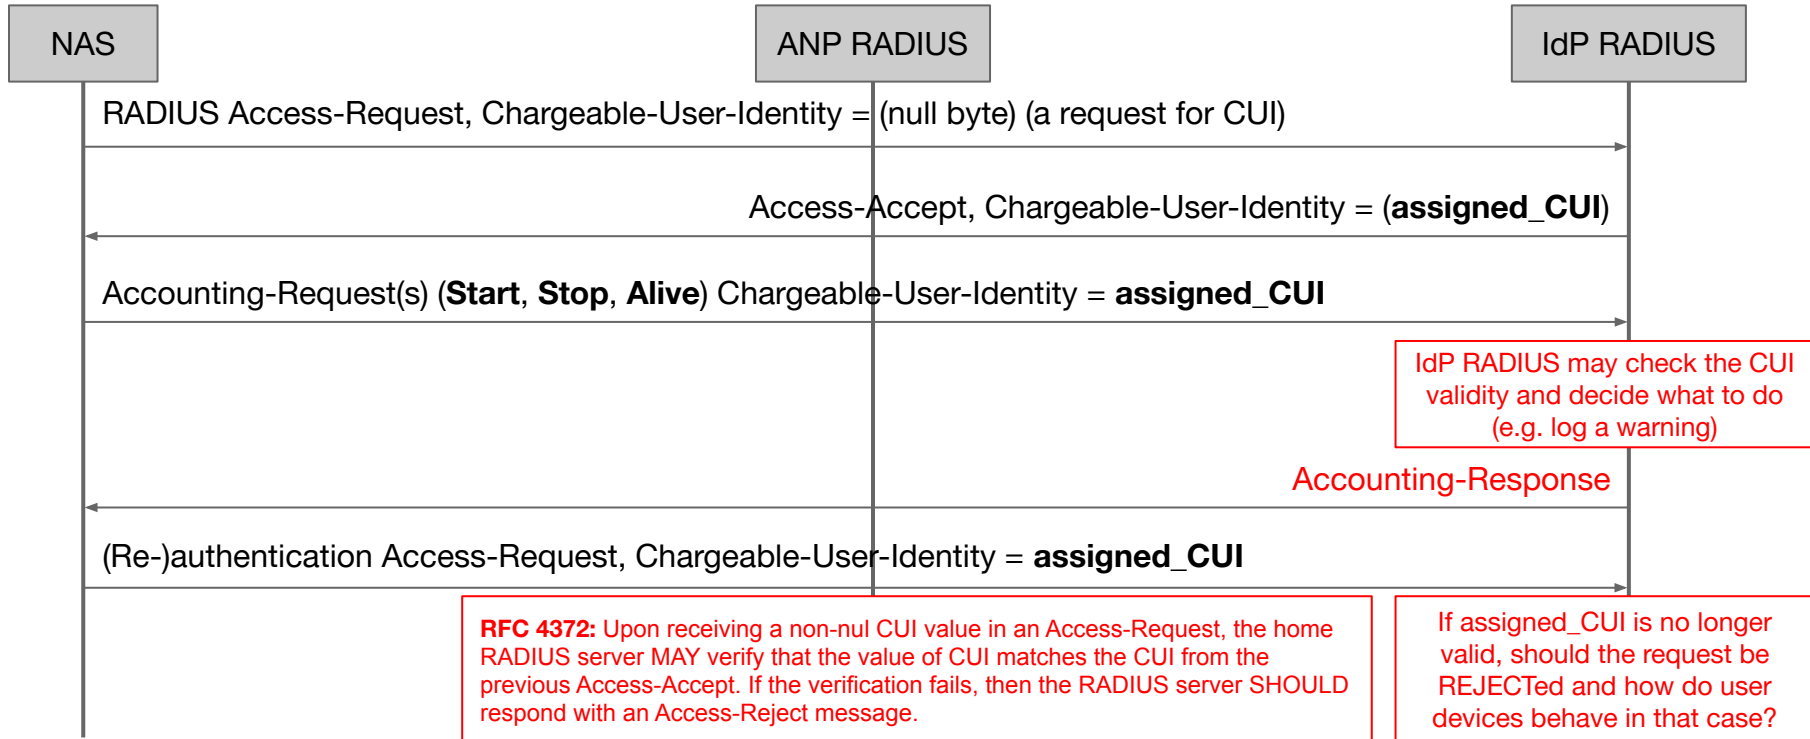 NAS
ANP RADIUS
IdP RADIUS
RADIUS Access-Request, Chargeable-User-Identity = (null byte) (a request for CUI)
Access-Accept, Chargeable-User-Identity = (assigned_CUI)
Accounting-Request(s) (Start, Stop, Alive) Chargeable-User-Identity = assigned_CUI
IdP RADIUS may check the CUI
validity and decide what to do
(e.g. log a warning)
Accounting-Response
(Re-)authentication Access-Request, Chargeable-User-Identity = assigned_CUI
RFC 4372: Upon receiving a non-nul CUI value in an Access-Request, the home
RADIUS server MAY verify that the value of CUI matches the CUI from the
previous Access-Accept. If the verification fails, then the RADIUS server SHOULD
respond with an Access-Reject message.
If assigned_CUI is no longer
valid, should the request be
REJECTed and how do user
devices behave in that case?